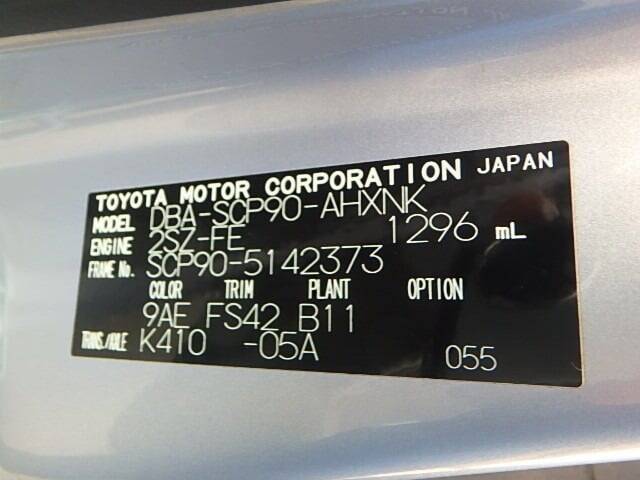 TOYOTA MOTOR CORPORATION JAPAN
MODEL DBA-SCP90-AHXNK
ENGINE 2SZ-FE 1296 mL
FRAME No. SCP90-5142373
COLOR TRIM PLANT OPTION
9AE FS42 B11
TRANS./AXLE K410 -05A 055